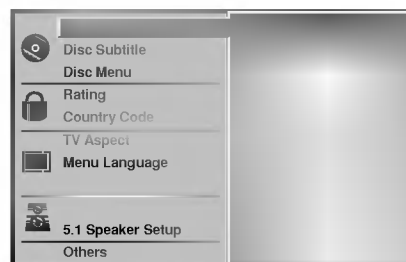 Disc Subtitle
Disc Menu
Rating
Country Code
TV Aspect
Menu Language
5.1 Speaker Setup
Others